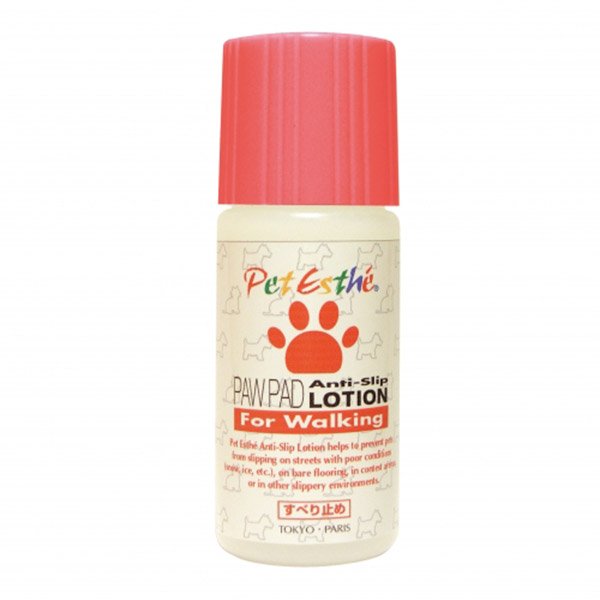 Pet Esthé®
PAW PAD Anti-Slip LOTION
For Walking
Pet Esthé Anti-Slip Lotion helps to prevent pets
from slipping on streets with poor conditions
(snow, ice, etc.), on bare flooring, in contest arenas
or in other slippery environments.
すべり止め
TOKYO · PARIS